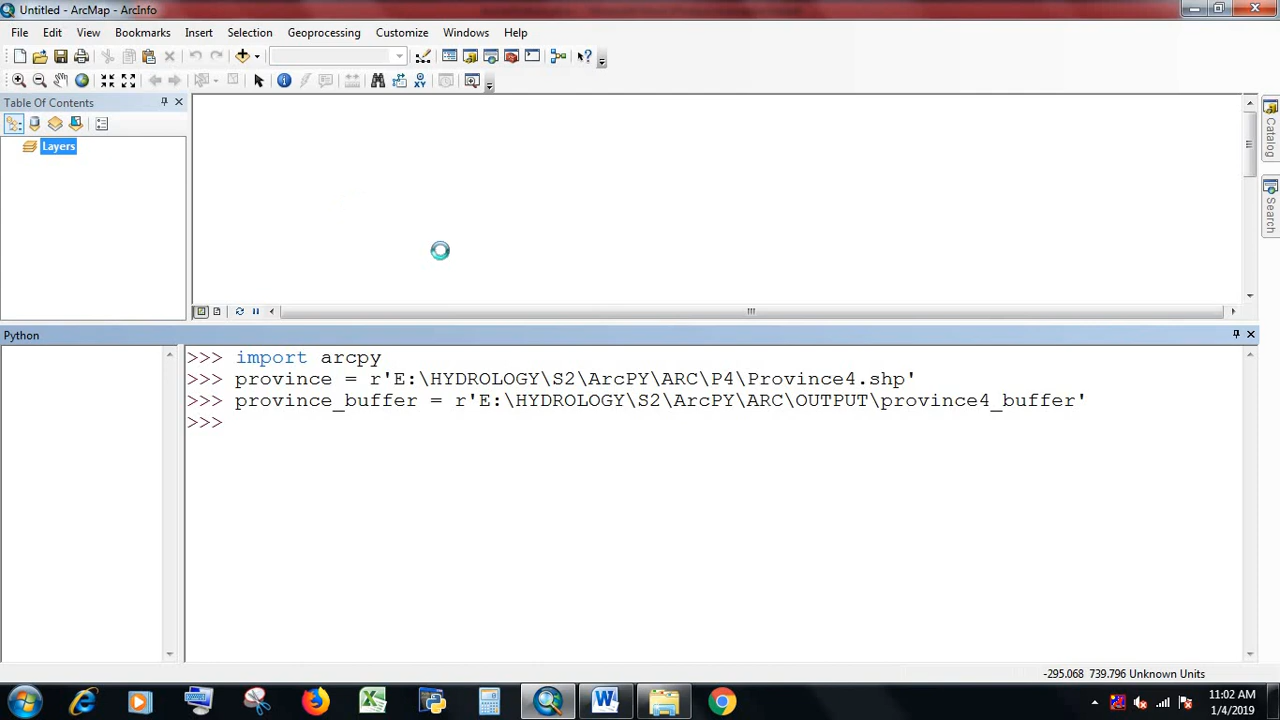 Untitled - ArcMap - ArcInfo
File Edit View Bookmarks Insert Selection Geoprocessing Customize Windows Help
Table Of Contents
Layers
Catalog
Search
Python
>>> import arcpy
>>> province = r'E:\HYDROLOGY\S2\ArcPY\ARC\P4\Province4.shp'
>>> province_buffer = r'E:\HYDROLOGY\S2\ArcPY\ARC\OUTPUT\province4_buffer'
>>>
-295.068 739.796 Unknown Units
11:02 AM
1/4/2019